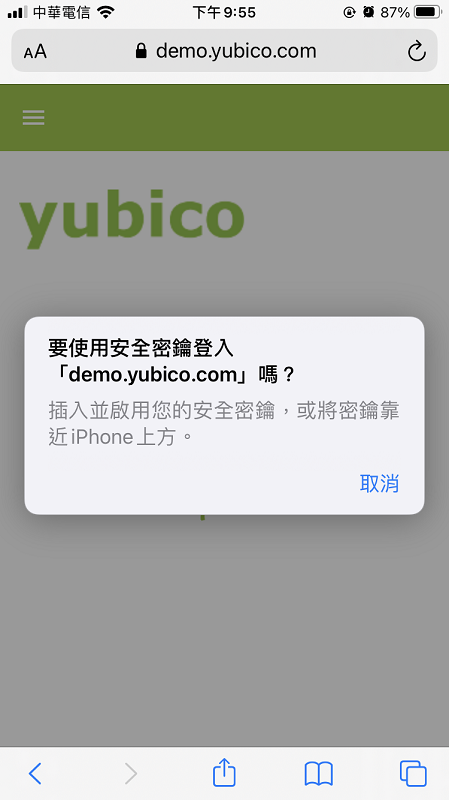 中華電信 下午9:55 87%
AA demo.yubico.com
yubico
要使用安全密鑰登入
「demo.yubico.com」嗎？
插入並啟用您的安全密鑰，或將密鑰靠
近iPhone上方。
取消